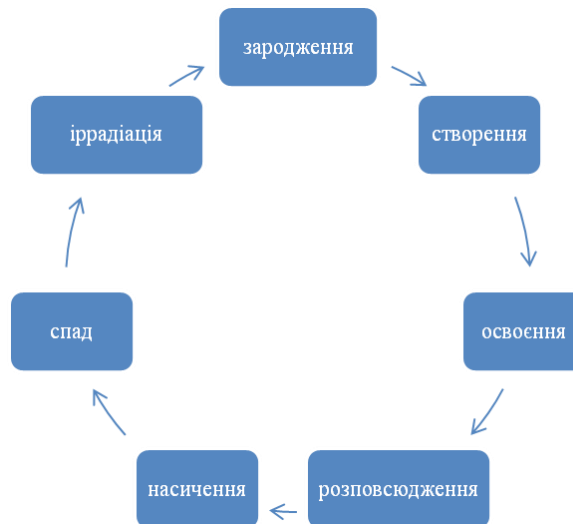 зародження
створення
освоєння
розповсюдження
насичення
спад
іррадіація